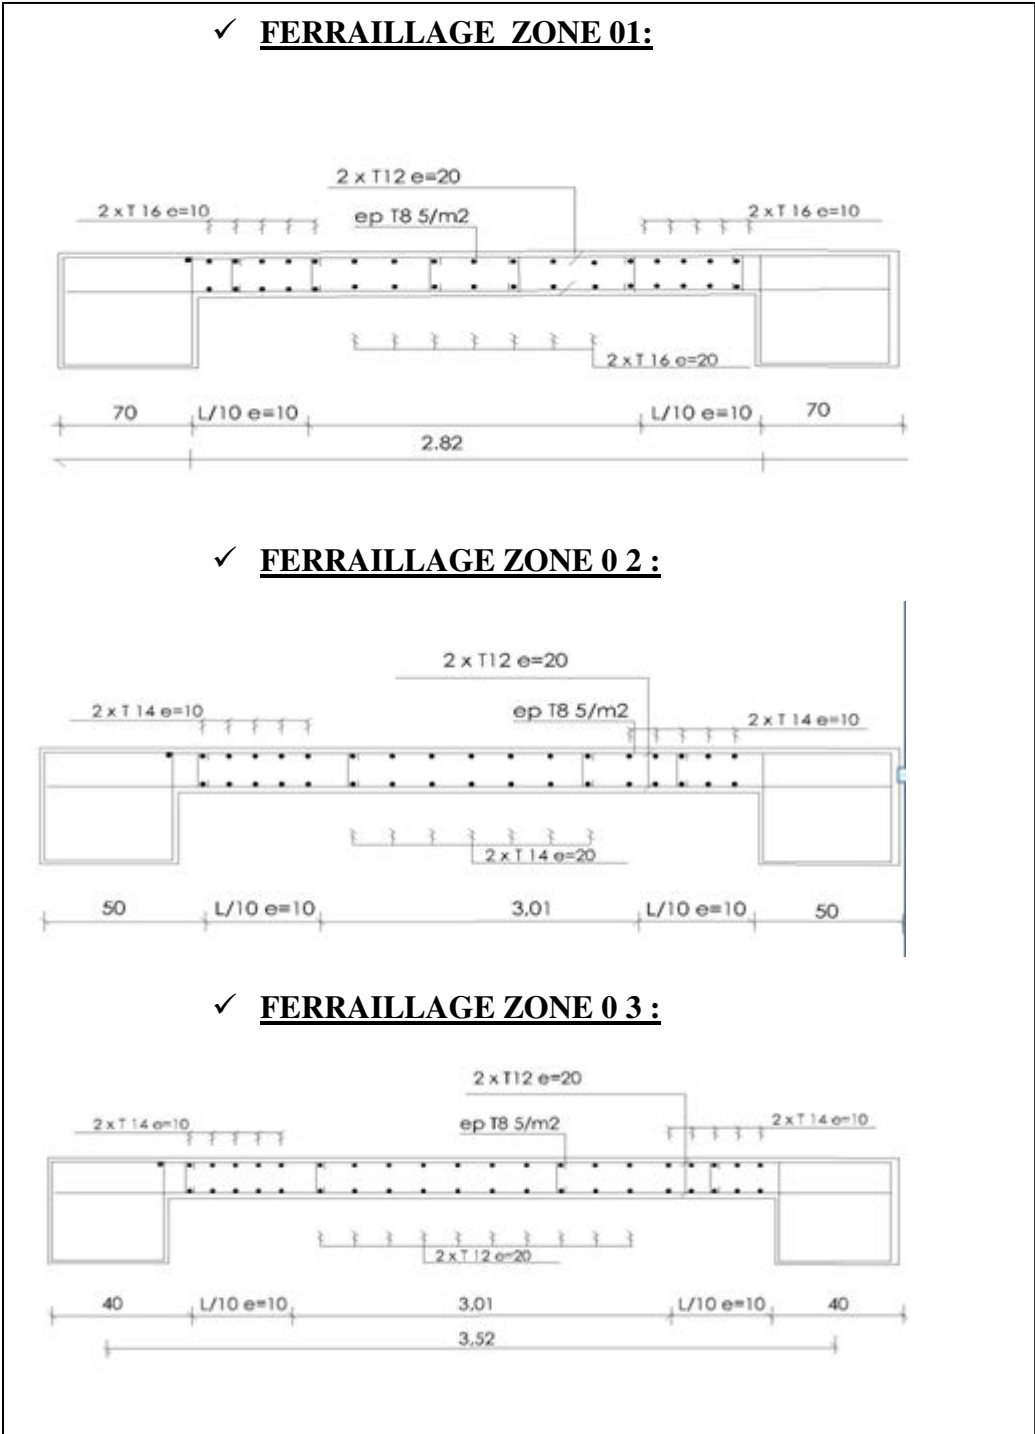 ✓ FERRAILLAGE ZONE 01:
2 x T12 e=20
2 x T 16 e=10
ep T8 5/m2
2 x T 16 e=10
2 x T 16 e=20
70
L/10 e=10
L/10 e=10
70
2.82
✓ FERRAILLAGE ZONE 0 2 :
2 x T12 e=20
2 x T 14 e=10
ep T8 5/m2
2 x T 14 e=10
2 x T 14 e=20
50
L/10 e=10
3,01
L/10 e=10
50
✓ FERRAILLAGE ZONE 0 3 :
2 x T12 e=20
2 x T 14 e=10
ep T8 5/m2
2 x T 14 e=10
2 x T 12 e=20
40
L/10 e=10
3.01
L/10 e=10
40
3,52